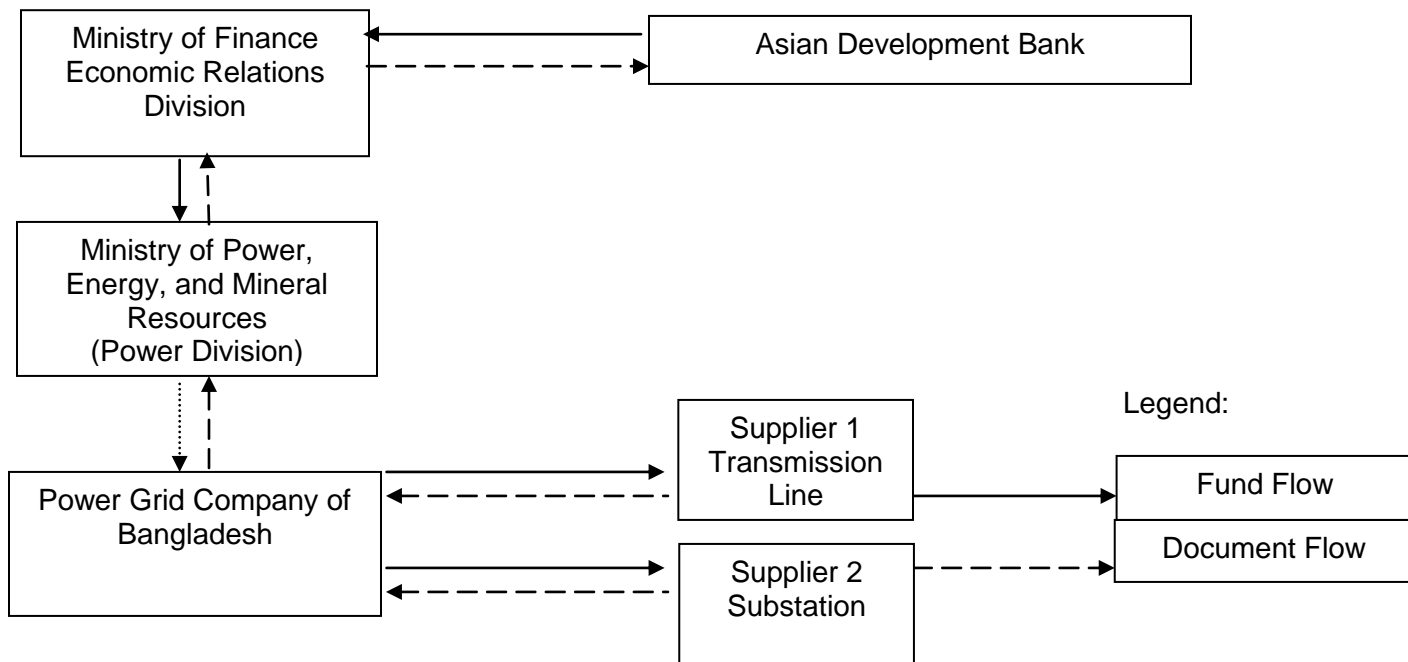 Ministry of Finance
Economic Relations
Division
Asian Development Bank
Ministry of Power,
Energy, and Mineral
Resources
(Power Division)
Power Grid Company of
Bangladesh
Supplier 1
Transmission
Line
Supplier 2
Substation
Legend:
Fund Flow
Document Flow